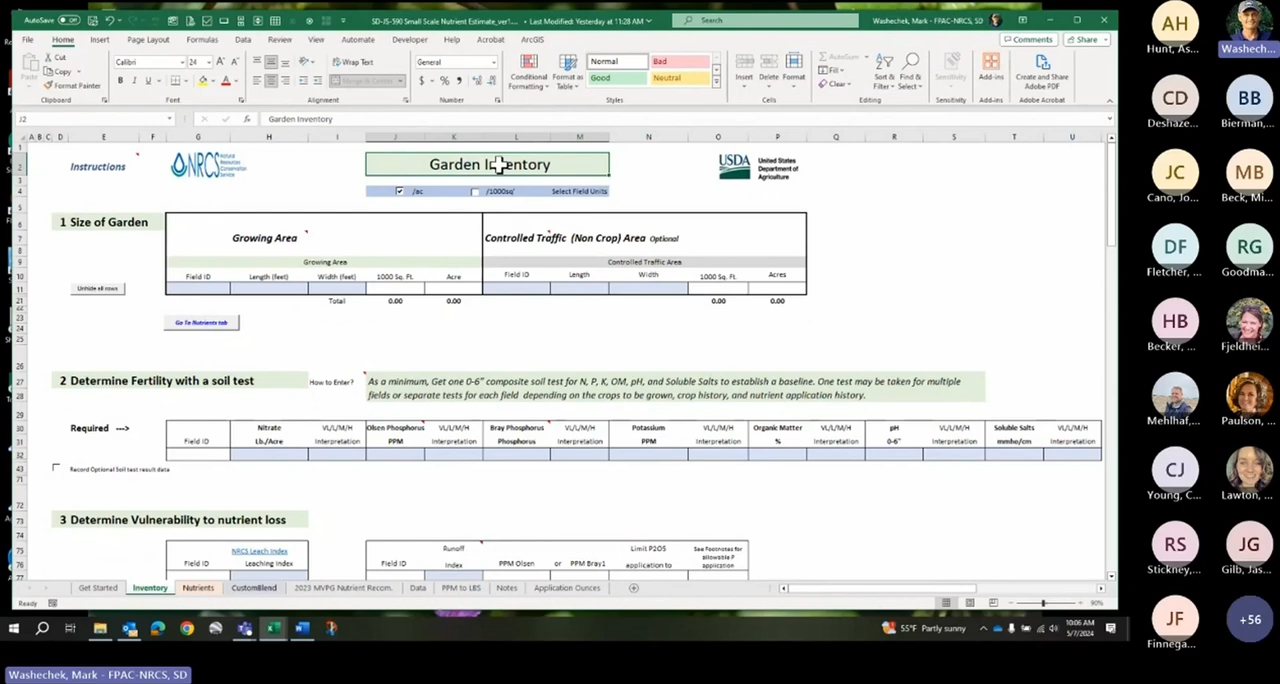 AutoSave Off
SD-JS-590 Small Scale Nutrient Estimate_ver1... • Last Modified: Yesterday at 11:28 AM
Search
Washechek, Mark - FPAC-NRCS, SD
File Home Insert Page Layout Formulas Data Review View Automate Developer Help Acrobat ArcGIS
Comments Share
Paste Cut Copy Format Painter
Calibri 24 Wrap Text Merge & Center General
Conditional Formatting Format as Table
Normal Bad Good Neutral
Insert Delete Format
AutoSum Fill Clear
Sort & Filter Find & Select
Sensitivity Add-ins Create and Share Adobe PDF
Clipboard Font Alignment Number Styles Cells Editing Sensitivity Add-ins Adobe Acrobat
J2 fx Garden Inventory
A B C D E F G H I J K L M N O P Q R S T U
Instructions
NRCS Natural Resources Conservation Service
Garden Inventory
USDA United States Department of Agriculture
/ac /1000sq' Select Field Units
1 Size of Garden
Growing Area
Controlled Traffic (Non Crop) Area Optional
Growing Area Controlled Traffic Area
Field ID Length (feet) Width (feet) 1000 Sq. Ft. Acre Field ID Length Width 1000 Sq. Ft. Acres
Unhide all rows
Total 0.00 0.00 0.00 0.00
Go To Nutrients tab
2 Determine Fertility with a soil test
How to Enter?
As a minimum, Get one 0-6" composite soil test for N, P, K, OM, pH, and Soluble Salts to establish a baseline. One test may be taken for multiple
fields or separate tests for each field depending on the crops to be grown, crop history, and nutrient application history.
Required --->
Nitrate VL/L/M/H Olsen Phosphorus VL/L/M/H Bray Phosphorus VL/L/M/H Potassium VL/L/M/H Organic Matter VL/L/M/H pH VL/L/M/H Soluble Salts VL/L/M/H
Field ID Lb./Acre Interpretation PPM Interpretation Phosphorus Interpretation PPM Interpretation % Interpretation 0-6" Interpretation mmho/cm Interpretation
Record Optional Soil test result data
3 Determine Vulnerability to nutrient loss
NRCS Leach Index
Field ID Leaching Index
Runoff
Field ID Index PPM Olsen or PPM Bray1
Limit P2O5
application to
See Footnotes for
allowable P
application
Get Started Inventory Nutrients CustomBlend 2023 MVPG Nutrient Recom. Data PPM to LBS Notes Application Ounces
Ready
90%
55°F Partly sunny
10:06 AM
5/7/2024
Washechek, Mark - FPAC-NRCS, SD
AH
Hunt, As...
Washech...
CD
Deshaze...
BB
Bierman,...
JC
Cano, Jo...
MB
Beck, Mi...
DF
Fletcher, ...
RG
Goodma...
HB
Becker, ...
Fjeldhei...
Mehlhaf,...
Paulson, ...
CJ
Young, C...
Lawton, ...
RS
Stickney,...
JG
Gilb, Jas...
JF
Finnega...
+56